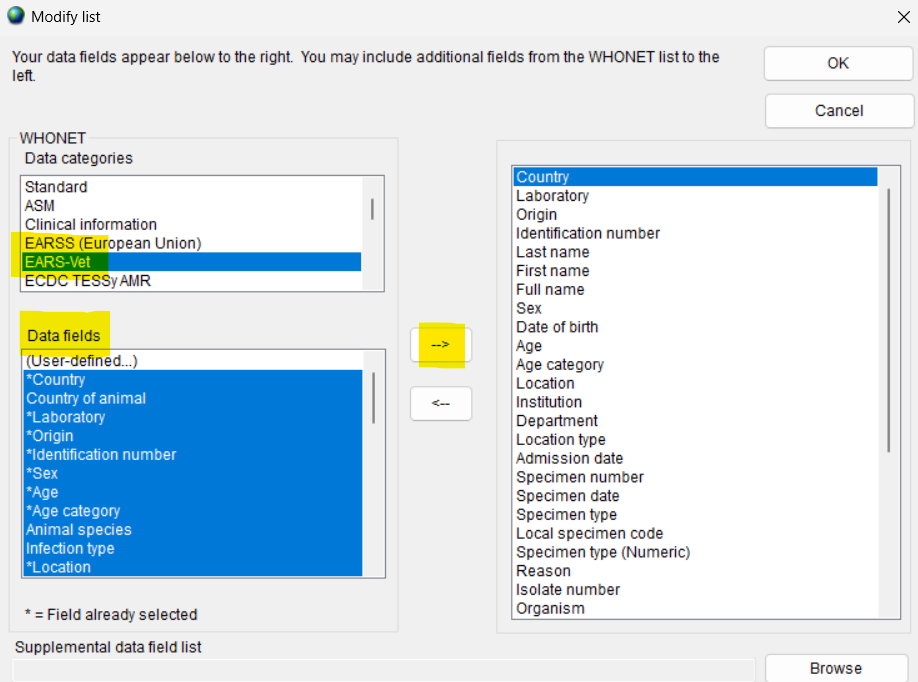 Modify list
Your data fields appear below to the right. You may include additional fields from the WHONET list to the
left.
OK
Cancel
WHONET
Data categories
Standard
ASM
Clinical information
EARSS (European Union)
EARS-Vet
ECDC TESSy AMR
Data fields
(User-defined...)
*Country
Country of animal
*Laboratory
*Origin
*Identification number
*Sex
*Age
*Age category
Animal species
Infection type
*Location
* = Field already selected
-->
<--
Country
Laboratory
Origin
Identification number
Last name
First name
Full name
Sex
Date of birth
Age
Age category
Location
Institution
Department
Location type
Admission date
Specimen number
Specimen date
Specimen type
Local specimen code
Specimen type (Numeric)
Reason
Isolate number
Organism
Supplemental data field list
Browse